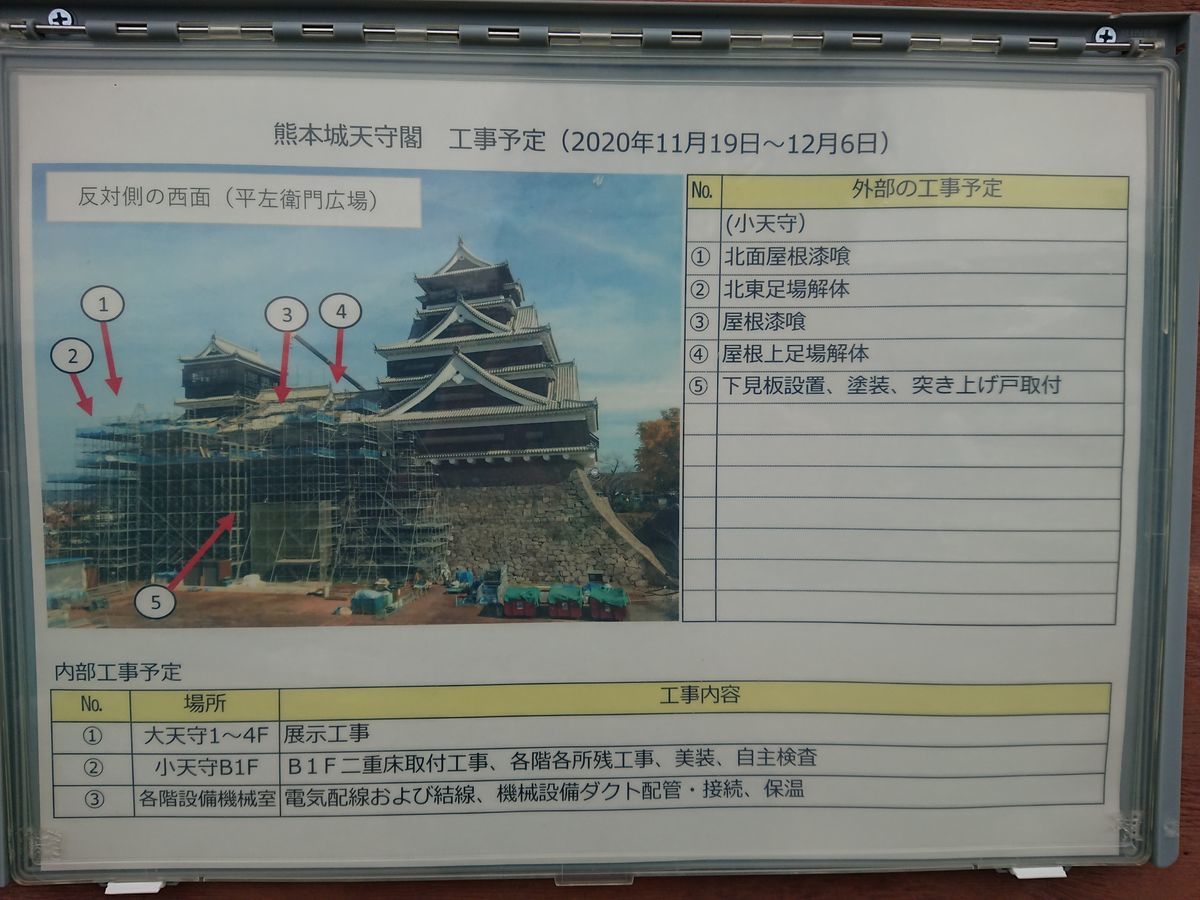 熊本城天守閣　工事予定（2020年11月19日～12月6日）
反対側の西面（平左衛門広場）
1
2
3
4
5
No. 外部の工事予定
(小天守)
① 北面屋根漆喰
② 北東足場解体
③ 屋根漆喰
④ 屋根上足場解体
⑤ 下見板設置、塗装、突き上げ戸取付
内部工事予定
No. 場所 工事内容
① 大天守1～4F 展示工事
② 小天守B1F Ｂ１Ｆ二重床取付工事、各階各所残工事、美装、自主検査
③ 各階設備機械室 電気配線および結線、機械設備ダクト配管・接続、保温